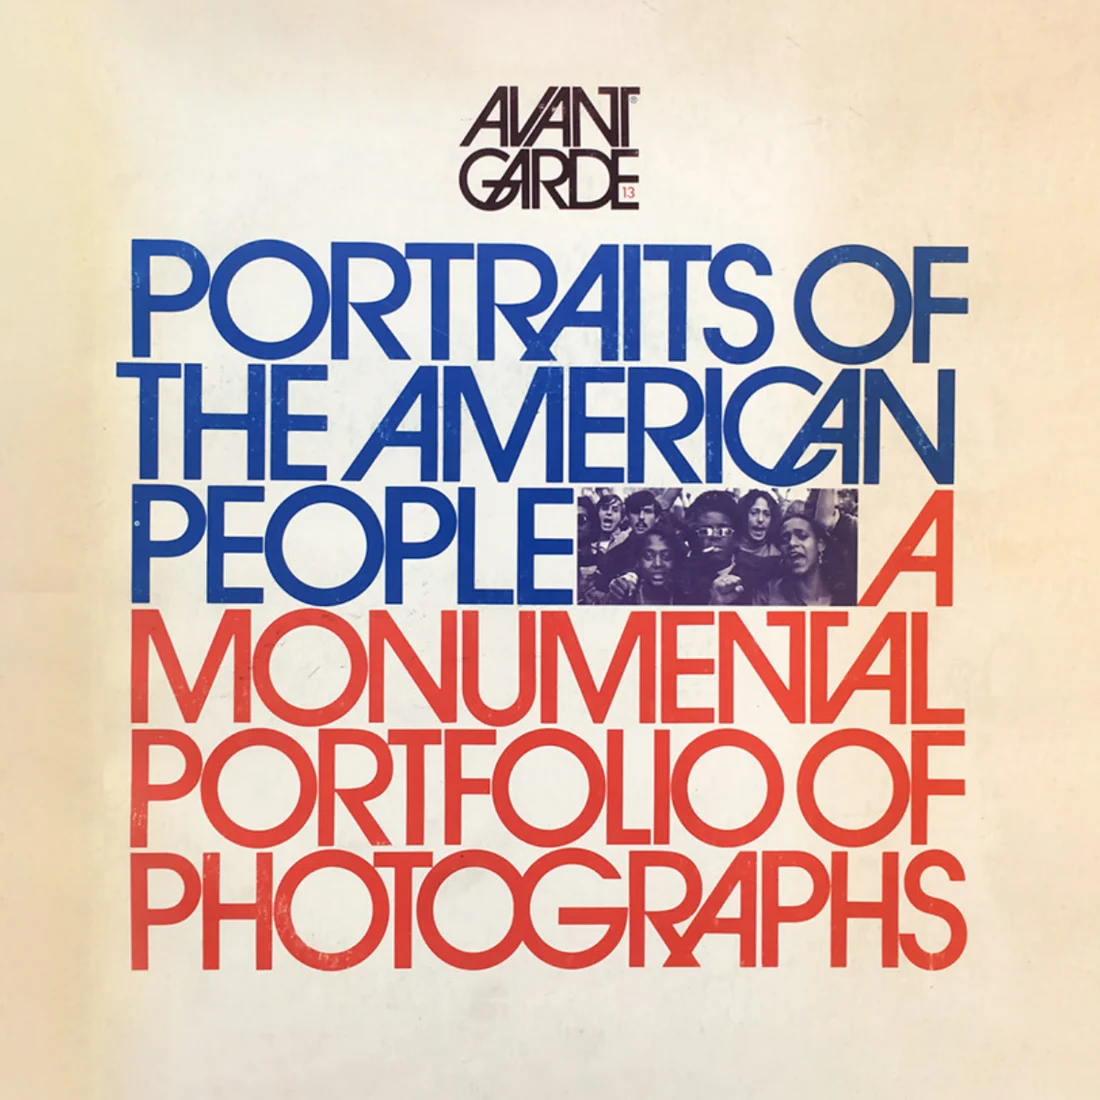 AVANT®
GARDE 13
PORTRAITS OF
THE AMERICAN
PEOPLE A
MONUMENTAL
PORTFOLIO OF
PHOTOGRAPHS